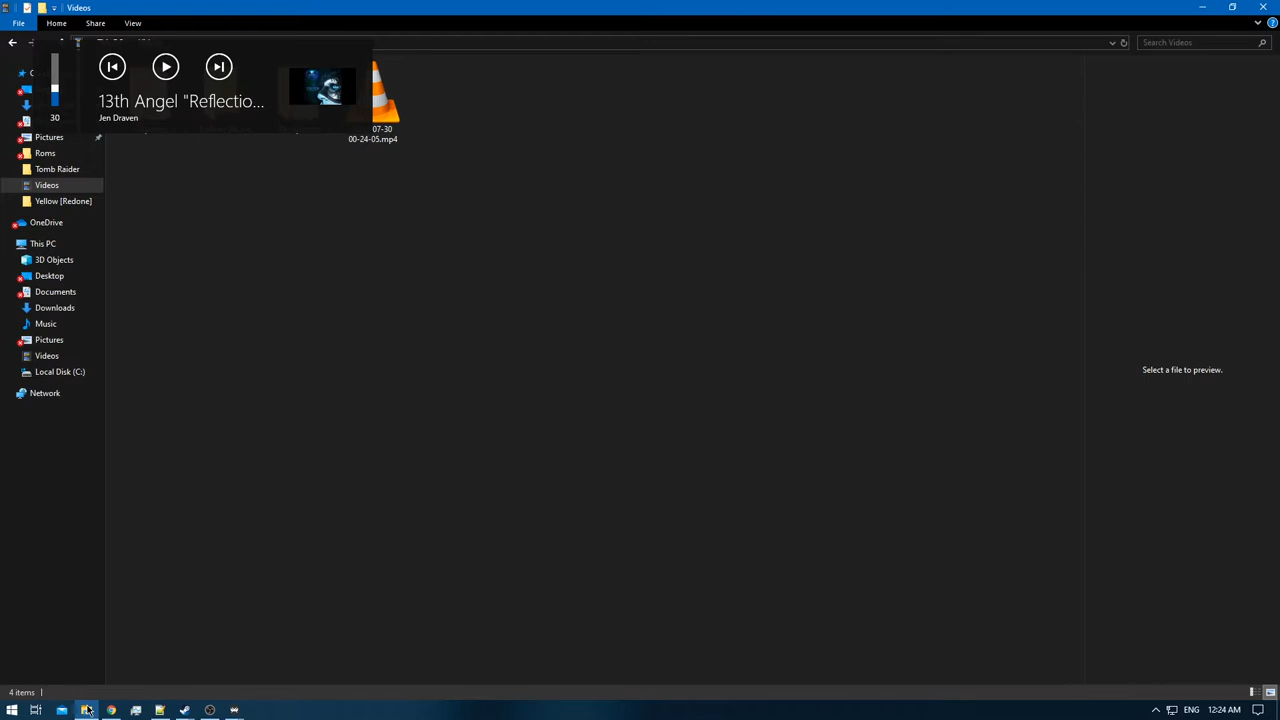 Videos
File Home Share View
Search Videos
13th Angel "Reflectio...
Jen Draven
30
07-30
00-24-05.mp4
Pictures
Roms
Tomb Raider
Videos
Yellow [Redone]
OneDrive
This PC
3D Objects
Desktop
Documents
Downloads
Music
Pictures
Videos
Local Disk (C:)
Network
Select a file to preview.
4 items
ENG 12:24 AM